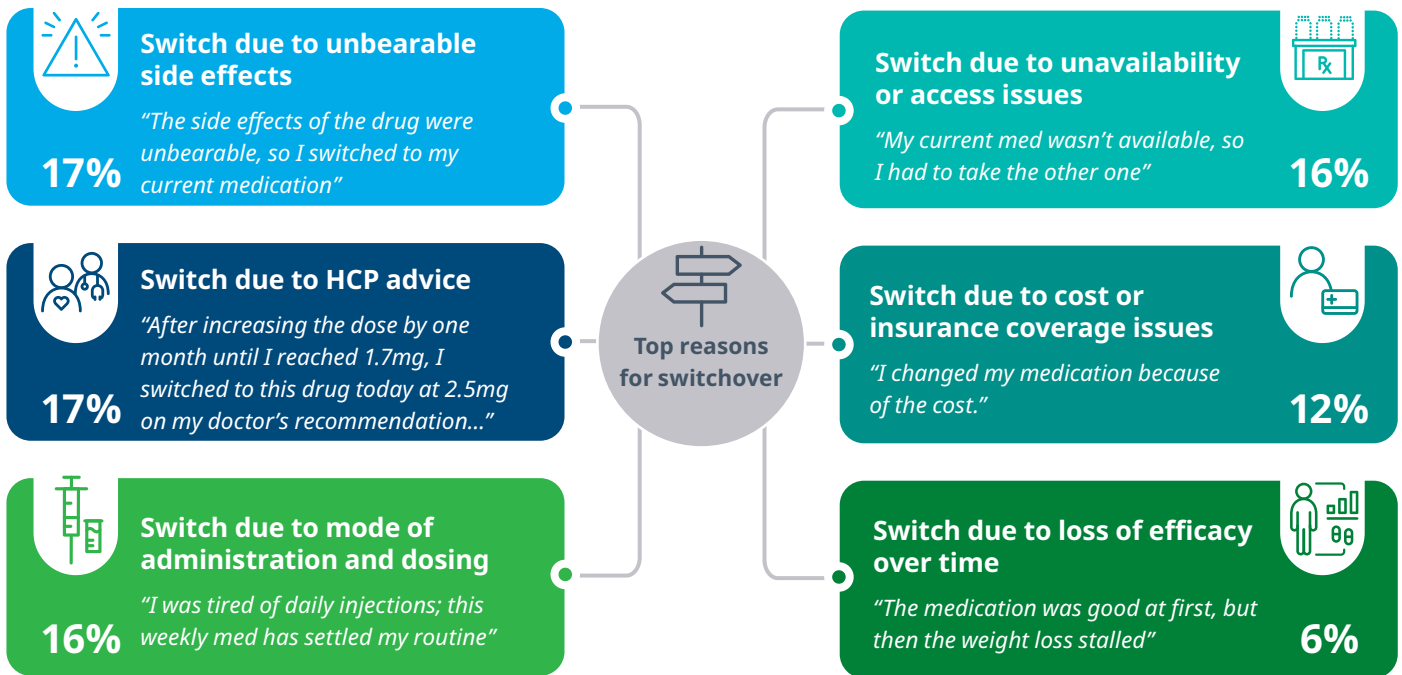 Switch due to unbearable
side effects
“The side effects of the drug were
unbearable, so I switched to my
current medication”
17%
Switch due to HCP advice
“After increasing the dose by one
month until I reached 1.7mg, I
switched to this drug today at 2.5mg
on my doctor’s recommendation...”
17%
Switch due to mode of
administration and dosing
“I was tired of daily injections; this
weekly med has settled my routine”
16%
Top reasons
for switchover
Switch due to unavailability
or access issues
“My current med wasn’t available, so
I had to take the other one”
16%
Rx
Switch due to cost or
insurance coverage issues
“I changed my medication because
of the cost.”
12%
Switch due to loss of efficacy
over time
“The medication was good at first, but
then the weight loss stalled”
6%